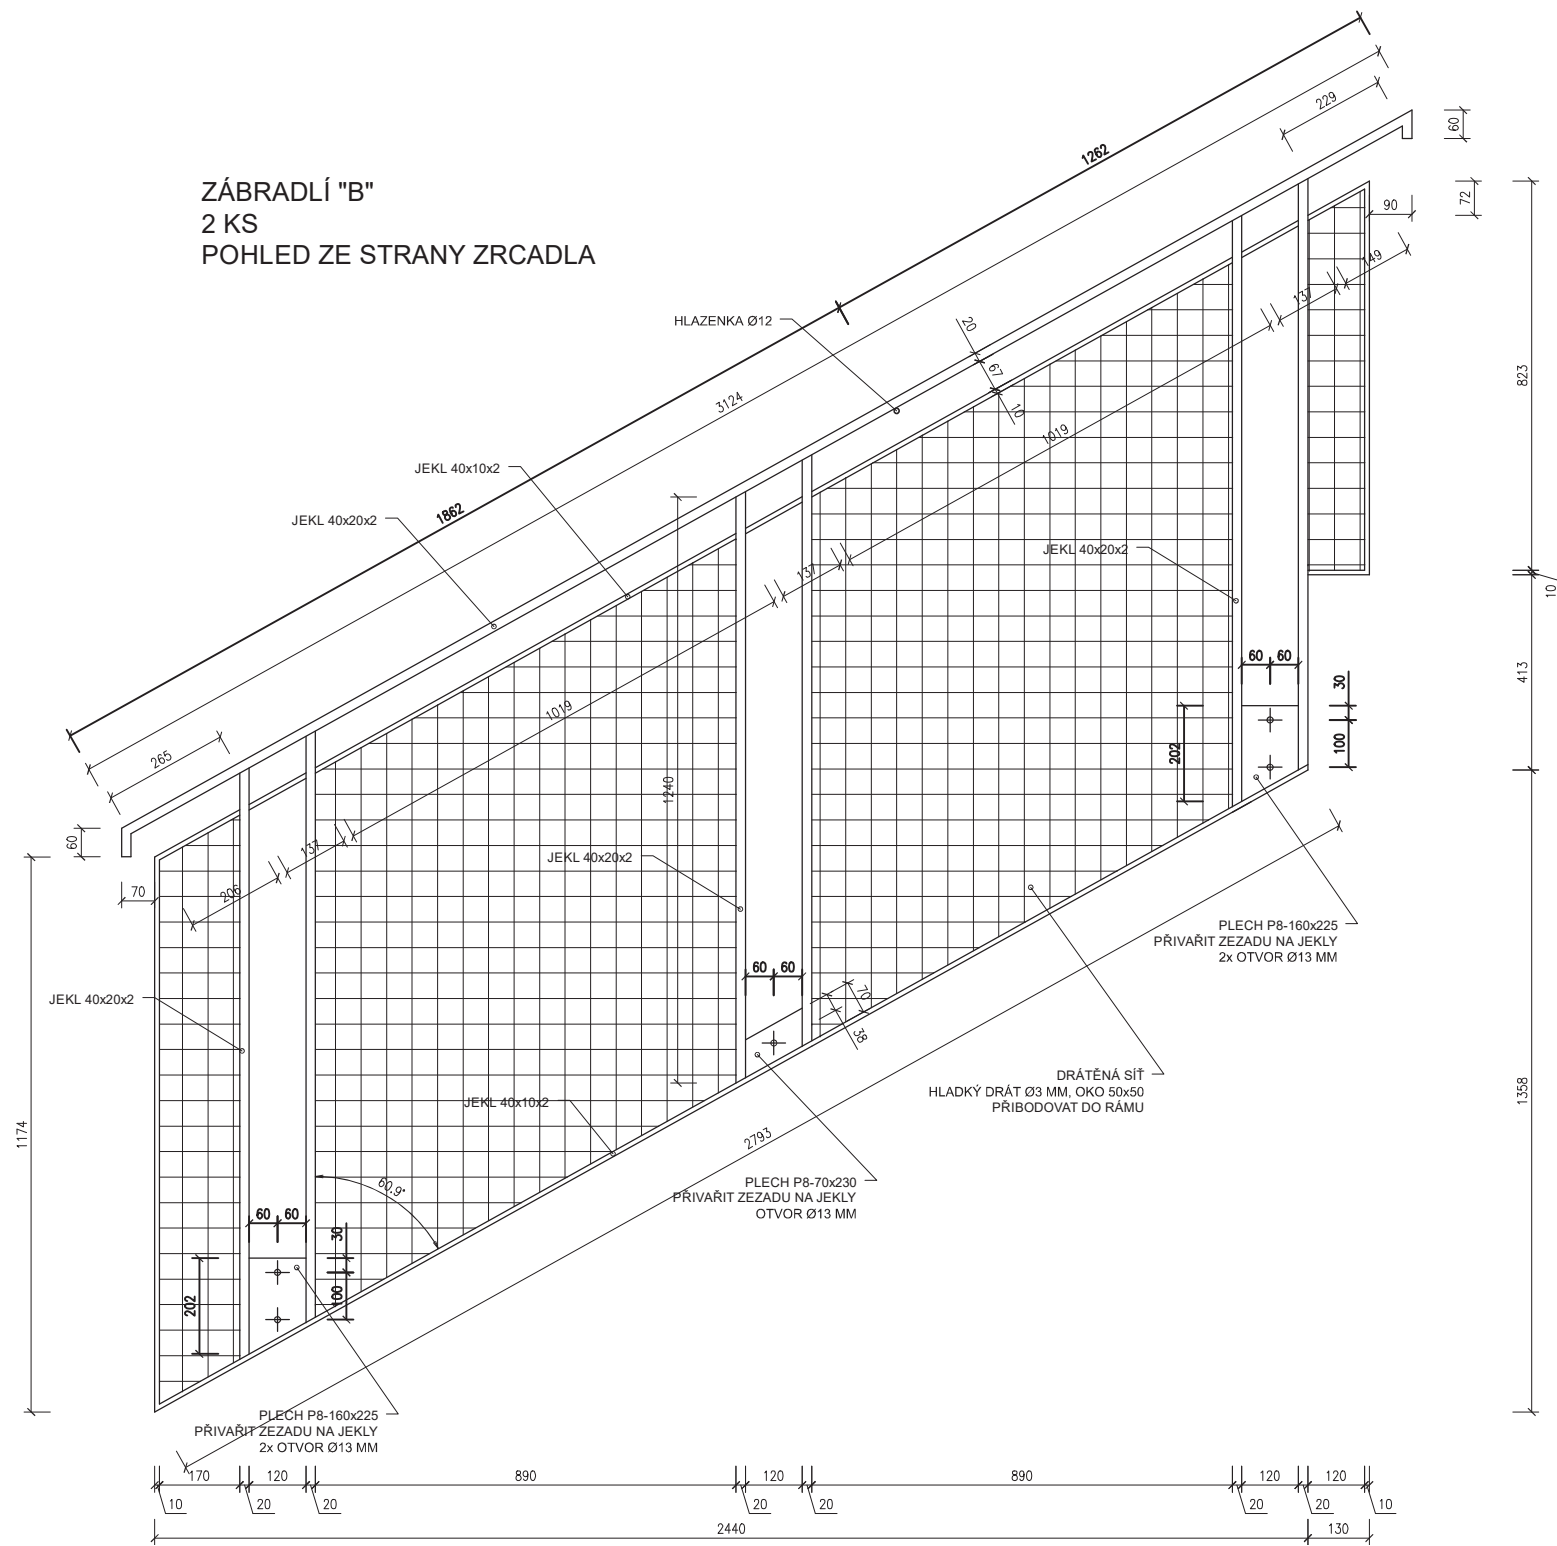 ZÁBRADLÍ "B"
2 KS
POHLED ZE STRANY ZRCADLA
1262
229
60
72
90
149
137
823
HLAZENKA Ø12
20
67
10
3124
1019
JEKL 40x10x2
1862
JEKL 40x20x2
1240
137
JEKL 40x20x2
10
60 60
30
413
202
100
1019
265
60
137
206
70
JEKL 40x20x2
PLECH P8-160x225
PŘIVAŘIT ZEZADU NA JEKLY
2x OTVOR Ø13 MM
60 60
70
38
JEKL 40x20x2
DRÁTĚNÁ SÍŤ
HLADKÝ DRÁT Ø3 MM, OKO 50x50
PŘIBODOVAT DO RÁMU
JEKL 40x10x2
1358
1174
2793
60.9°
PLECH P8-70x230
PŘIVAŘIT ZEZADU NA JEKLY
OTVOR Ø13 MM
60 60
30
202
100
PLECH P8-160x225
PŘIVAŘIT ZEZADU NA JEKLY
2x OTVOR Ø13 MM
170 120 890 120 890 120 120
10 20 20 20 20 20 20 10
2440 130